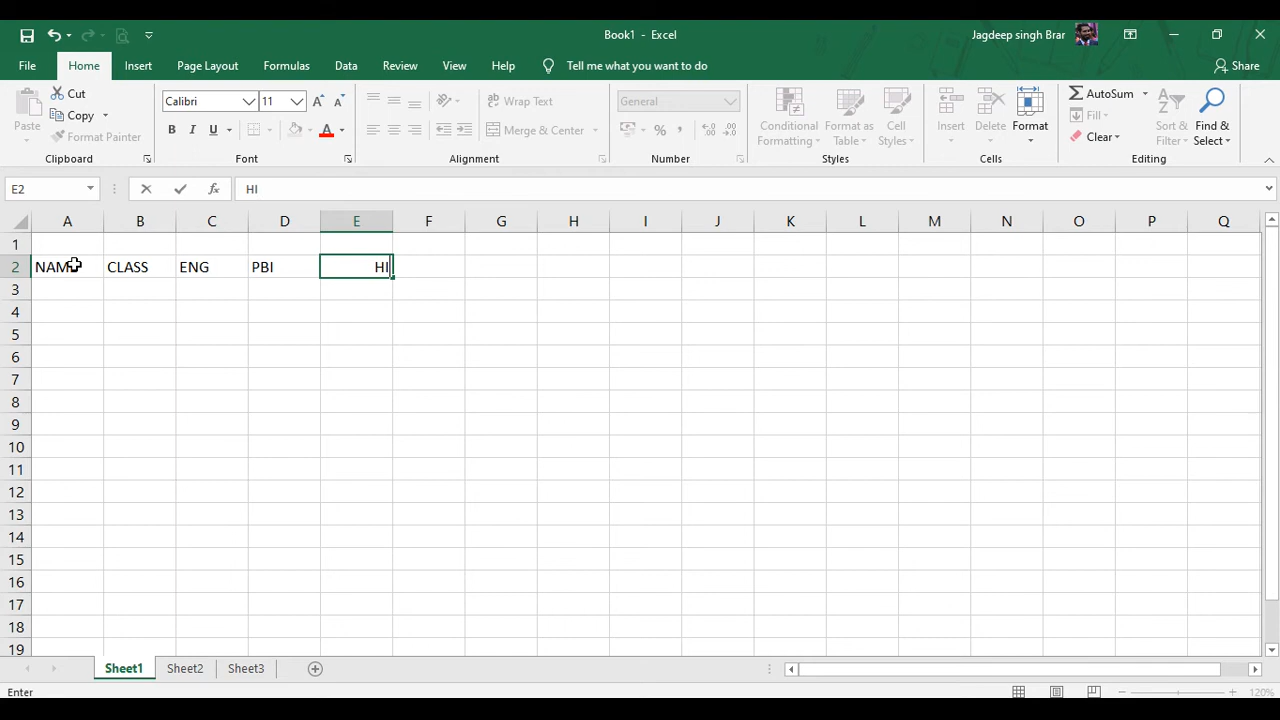 Book1 - Excel
Jagdeep singh Brar
File Home Insert Page Layout Formulas Data Review View Help Tell me what you want to do Share
Paste
Cut
Copy
Format Painter
Clipboard
Calibri 11
B I U A
Font
Wrap Text
Merge & Center
Alignment
General
% ,
Number
Conditional Formatting
Format as Table
Cell Styles
Styles
Insert
Delete
Format
Cells
AutoSum
Fill
Clear
Sort & Filter
Find & Select
Editing
E2 fx HI
A B C D E F G H I J K L M N O P Q
1
2 CLASS ENG PBI HI
3
4
5
6
7
8
9
10
11
12
13
14
15
16
17
18
19
Sheet1 Sheet2 Sheet3
Enter
120%